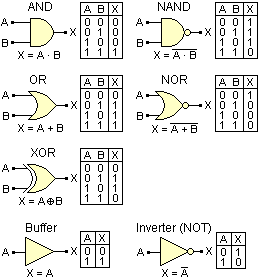 AND
A
B
X
X = A · B
A B X
0 0 0
0 1 0
1 0 0
1 1 1
NAND
A
B
X
X = A · B
A B X
0 0 1
0 1 1
1 0 1
1 1 0
OR
A
B
X
X = A + B
A B X
0 0 0
0 1 1
1 0 1
1 1 1
NOR
A
B
X
X = A + B
A B X
0 0 1
0 1 0
1 0 0
1 1 0
XOR
A
B
X
X = A⊕B
A B X
0 0 0
0 1 1
1 0 1
1 1 0
Buffer
A
X
X = A
A X
0 0
1 1
Inverter (NOT)
A
X
X = A
A X
0 1
1 0